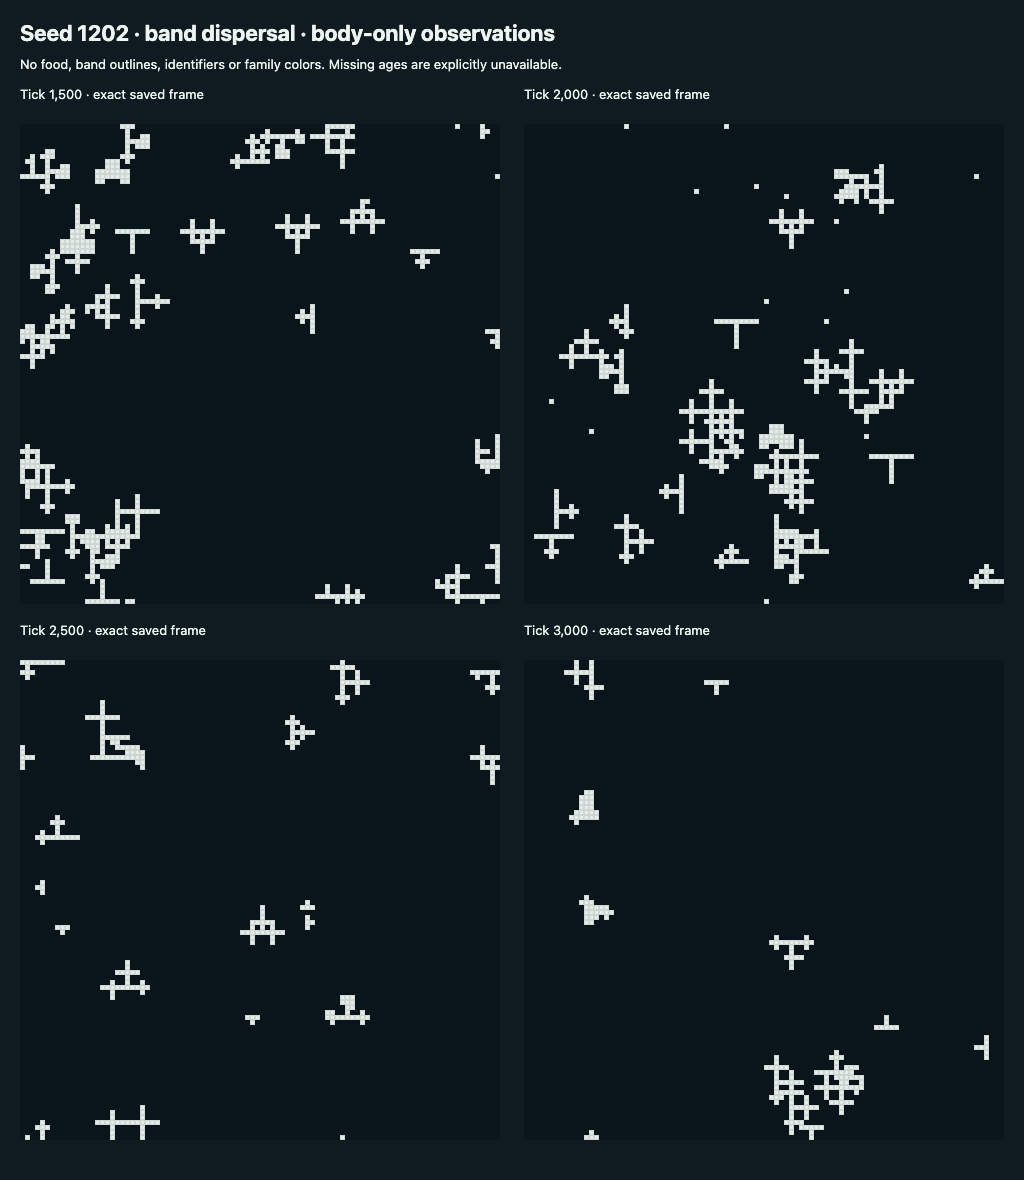 Seed 1202 · band dispersal · body-only observations
No food, band outlines, identifiers or family colors. Missing ages are explicitly unavailable.
Tick 1,500 · exact saved frame
Tick 2,000 · exact saved frame
Tick 2,500 · exact saved frame
Tick 3,000 · exact saved frame